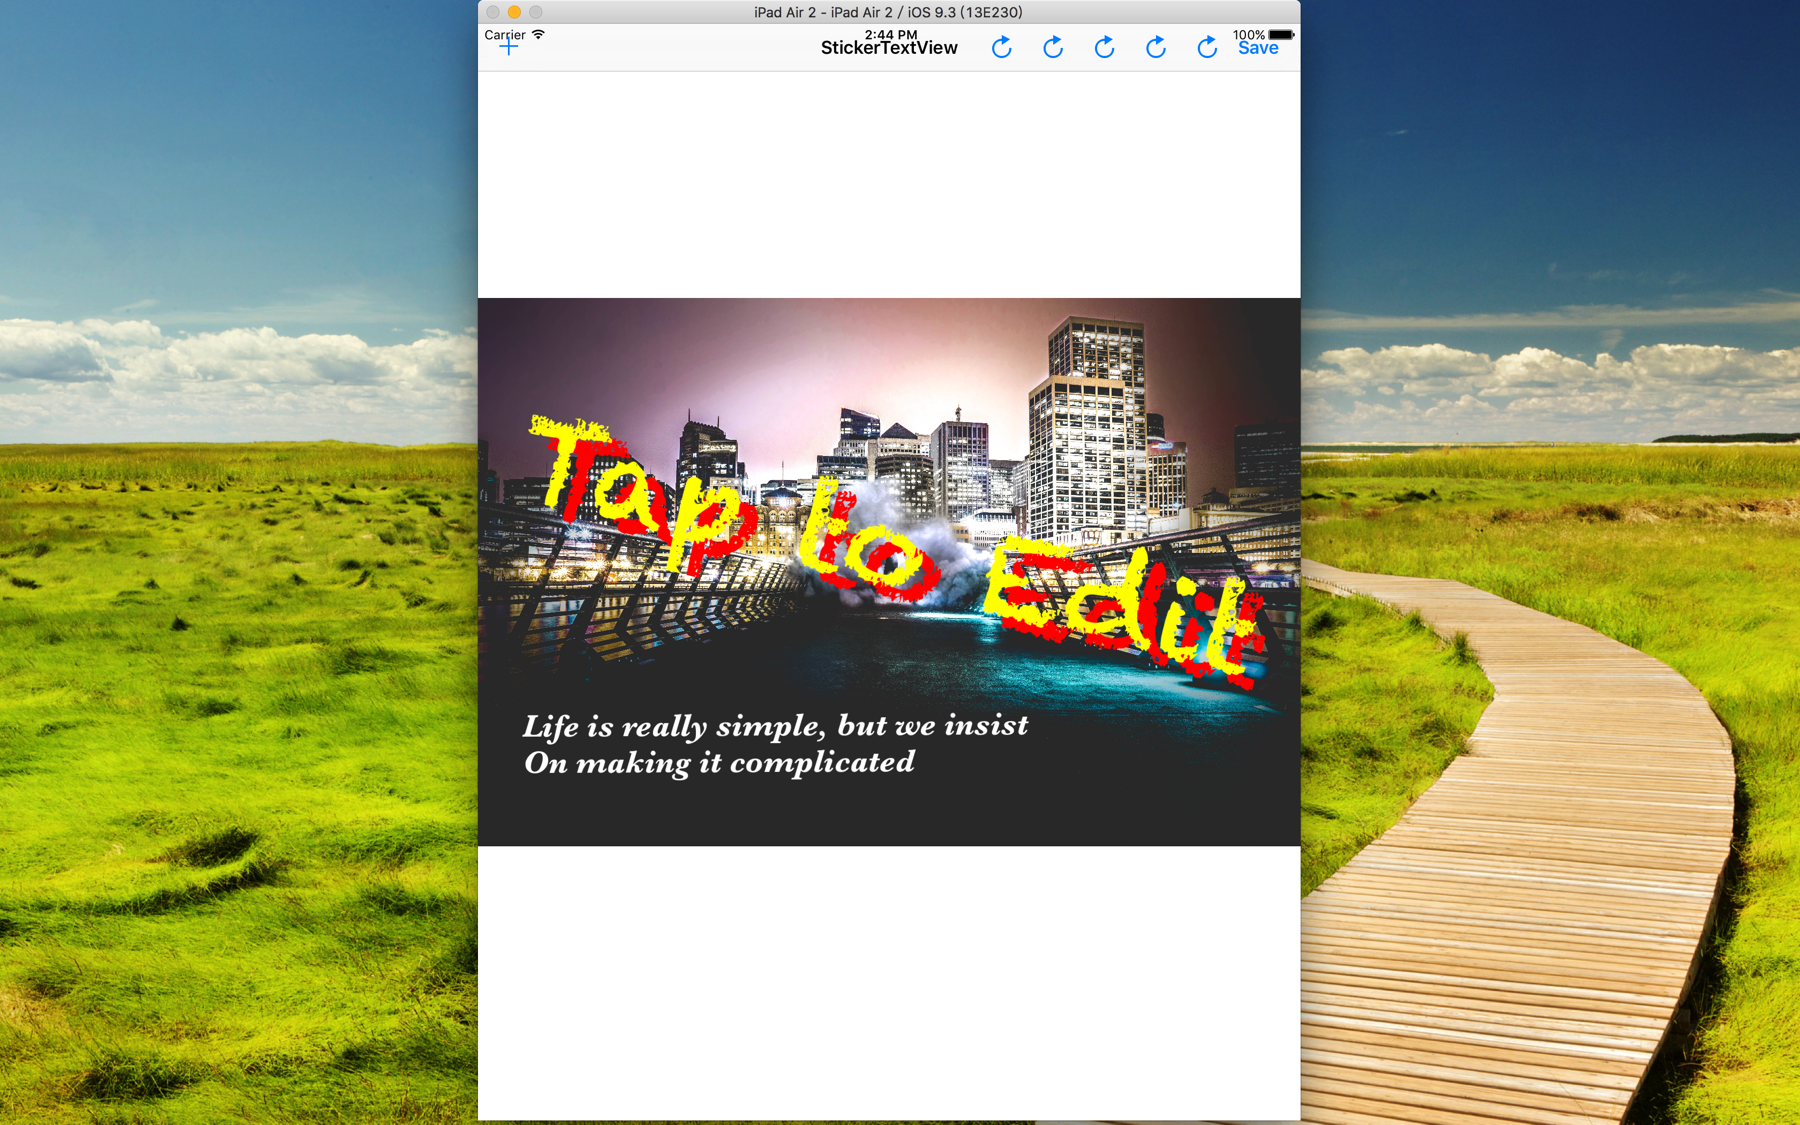 iPad Air 2 - iPad Air 2 / iOS 9.3 (13E230)
Carrier 2:44 PM 100%
StickerTextView Save
Tap to Edit
Life is really simple, but we insist
On making it complicated